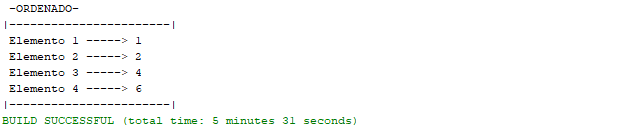 -ORDENADO-
|-----------------------|
Elemento 1 -----> 1
Elemento 2 -----> 2
Elemento 3 -----> 4
Elemento 4 -----> 6
|-----------------------|
BUILD SUCCESSFUL (total time: 5 minutes 31 seconds)